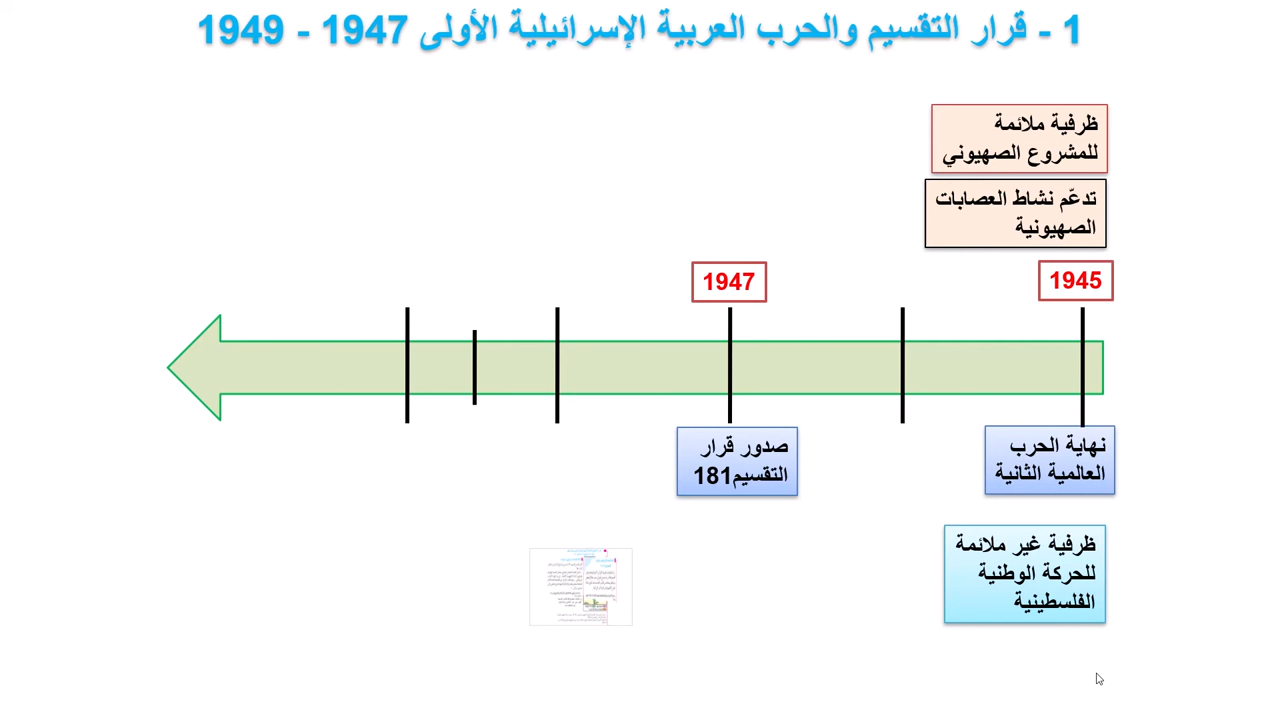 1 - قرار التقسيم والحرب العربية الإسرائيلية الأولى 1947 - 1949
ظرفية ملائمة
للمشروع الصهيوني
تدعّم نشاط العصابات
الصهيونية
1945
1947
نهاية الحرب
العالمية الثانية
صدور قرار
التقسيم181
ظرفية غير ملائمة
للحركة الوطنية
الفلسطينية